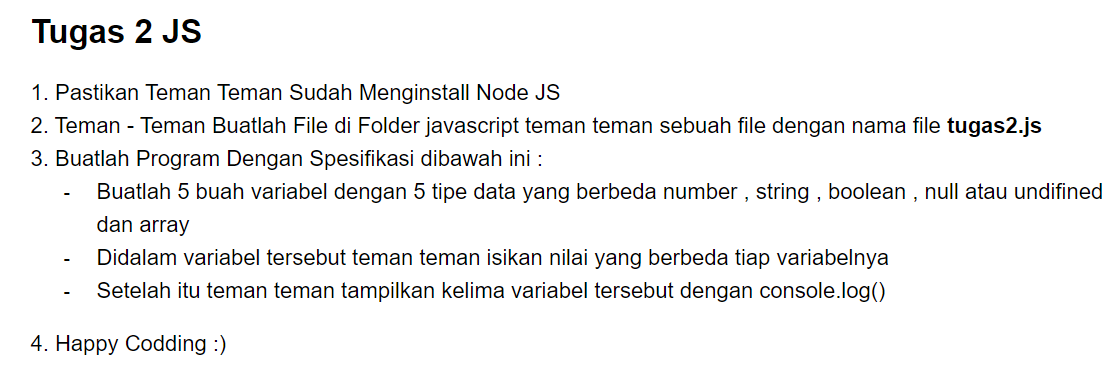 Tugas 2 JS
1. Pastikan Teman Teman Sudah Menginstall Node JS
2. Teman - Teman Buatlah File di Folder javascript teman teman sebuah file dengan nama file tugas2.js
3. Buatlah Program Dengan Spesifikasi dibawah ini :
- Buatlah 5 buah variabel dengan 5 tipe data yang berbeda number , string , boolean , null atau undifined
dan array
- Didalam variabel tersebut teman teman isikan nilai yang berbeda tiap variabelnya
- Setelah itu teman teman tampilkan kelima variabel tersebut dengan console.log()
4. Happy Codding :)